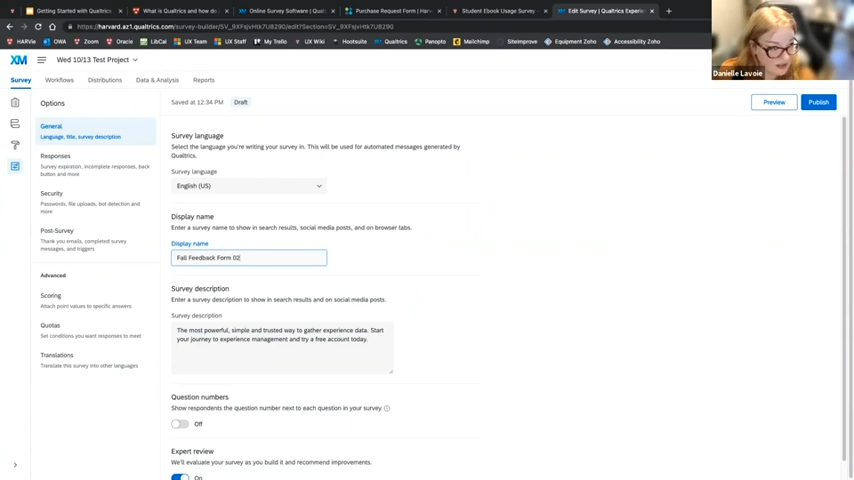 Getting Started with Qualtrics
What is Qualtrics and how do
Online Survey Software | Qual
Purchase Request Form | Harv
Student Ebook Usage Survey
Edit Survey | Qualtrics Experien
harvard.az1.qualtrics.com/survey-builder/SV_9XFsjvHtk7U8290/edit?Section=SV_9XFsjvHtk7U8290
HARVie
OWA
Zoom
Oracle
LibCal
UX Team
UX Staff
My Trello
UX Wiki
Hootsuite
Qualtrics
Panopto
Mailchimp
SiteImprove
Equipment Zoho
Accessibility Zoho
Danielle Lavoie
XM
Wed 10/13 Test Project
Survey
Workflows
Distributions
Data & Analysis
Reports
Options
Saved at 12:34 PM
Draft
Preview
Publish
General
Language, title, survey description
Responses
Survey expiration, incomplete responses, back
button and more
Security
Passwords, file uploads, bot detection and
more
Post-Survey
Thank you emails, completed survey
messages, and triggers
Advanced
Scoring
Attach point values to specific answers
Quotas
Set conditions you want responses to meet
Translations
Translate this survey into other languages
Survey language
Select the language you're writing your survey in. This will be used for automated messages generated by
Qualtrics.
Survey language
English (US)
Display name
Enter a survey name to show in search results, social media posts, and on browser tabs.
Display name
Fall Feedback Form 02
Survey description
Enter a survey description to show in search results and on social media posts.
Survey description
The most powerful, simple and trusted way to gather experience data. Start
your journey to experience management and try a free account today.
Question numbers
Show respondents the question number next to each question in your survey.
Off
Expert review
We'll evaluate your survey as you build it and recommend improvements.
On